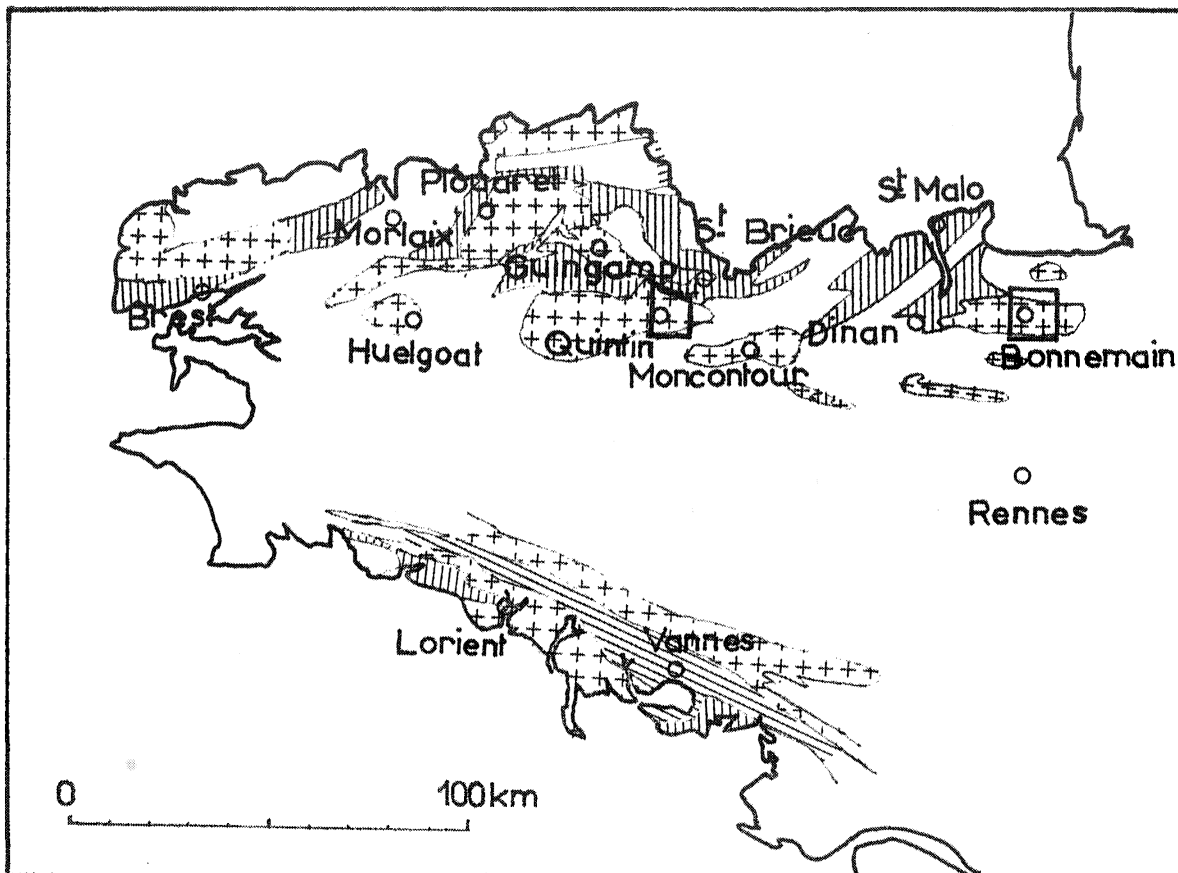 Plouaret
St Malo
Morlaix
St Brieuc
Guingamp
Brest
Huelgoat
Quintin
Dinan
Moncontour
Bonnemain
Rennes
Lorient
Vannes
0 100km